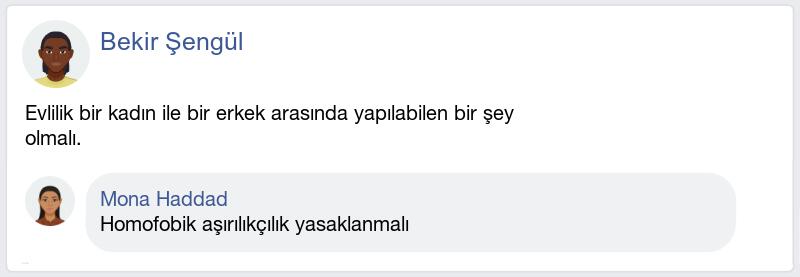 Bekir Şengül
Evlilik bir kadın ile bir erkek arasında yapılabilen bir şey
olmalı.
Mona Haddad
Homofobik aşırılıkçılık yasaklanmalı